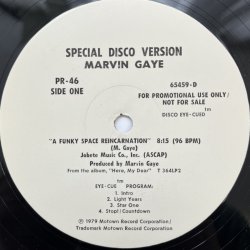 SPECIAL DISCO VERSION
MARVIN GAYE
PR-46
SIDE ONE
65459-D
FOR PROMOTIONAL USE ONLY/
NOT FOR SALE
tm
DISCO EYE-CUED
"A FUNKY SPACE REINCARNATION" 8:15 (96 BPM)
(M. Gaye)
Jobete Music Co., Inc. (ASCAP)
Produced by Marvin Gaye
From the album, "Here, My Dear" T 364LP2
tm
EYE-CUE PROGRAM:
1. Intro
2. Light Years
3. Star One
4. Stop!/Countdown
© 1979 Motown Record Corporation/
Trademark Motown Record Corporation.